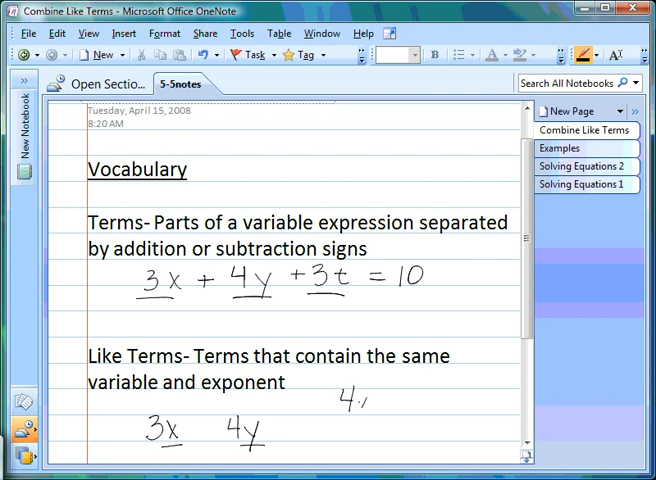 Combine Like Terms - Microsoft Office OneNote
File Edit View Insert Format Share Tools Table Window Help
New Task Tag B
Open Sectio... 5-5notes Search All Notebooks
New Notebook
New Page
Combine Like Terms
Examples
Solving Equations 2
Solving Equations 1
Tuesday, April 15, 2008
8:20 AM
Vocabulary
Terms- Parts of a variable expression separated
by addition or subtraction signs
3x + 4y + 3t = 10
Like Terms- Terms that contain the same
variable and exponent
4
3x 4y